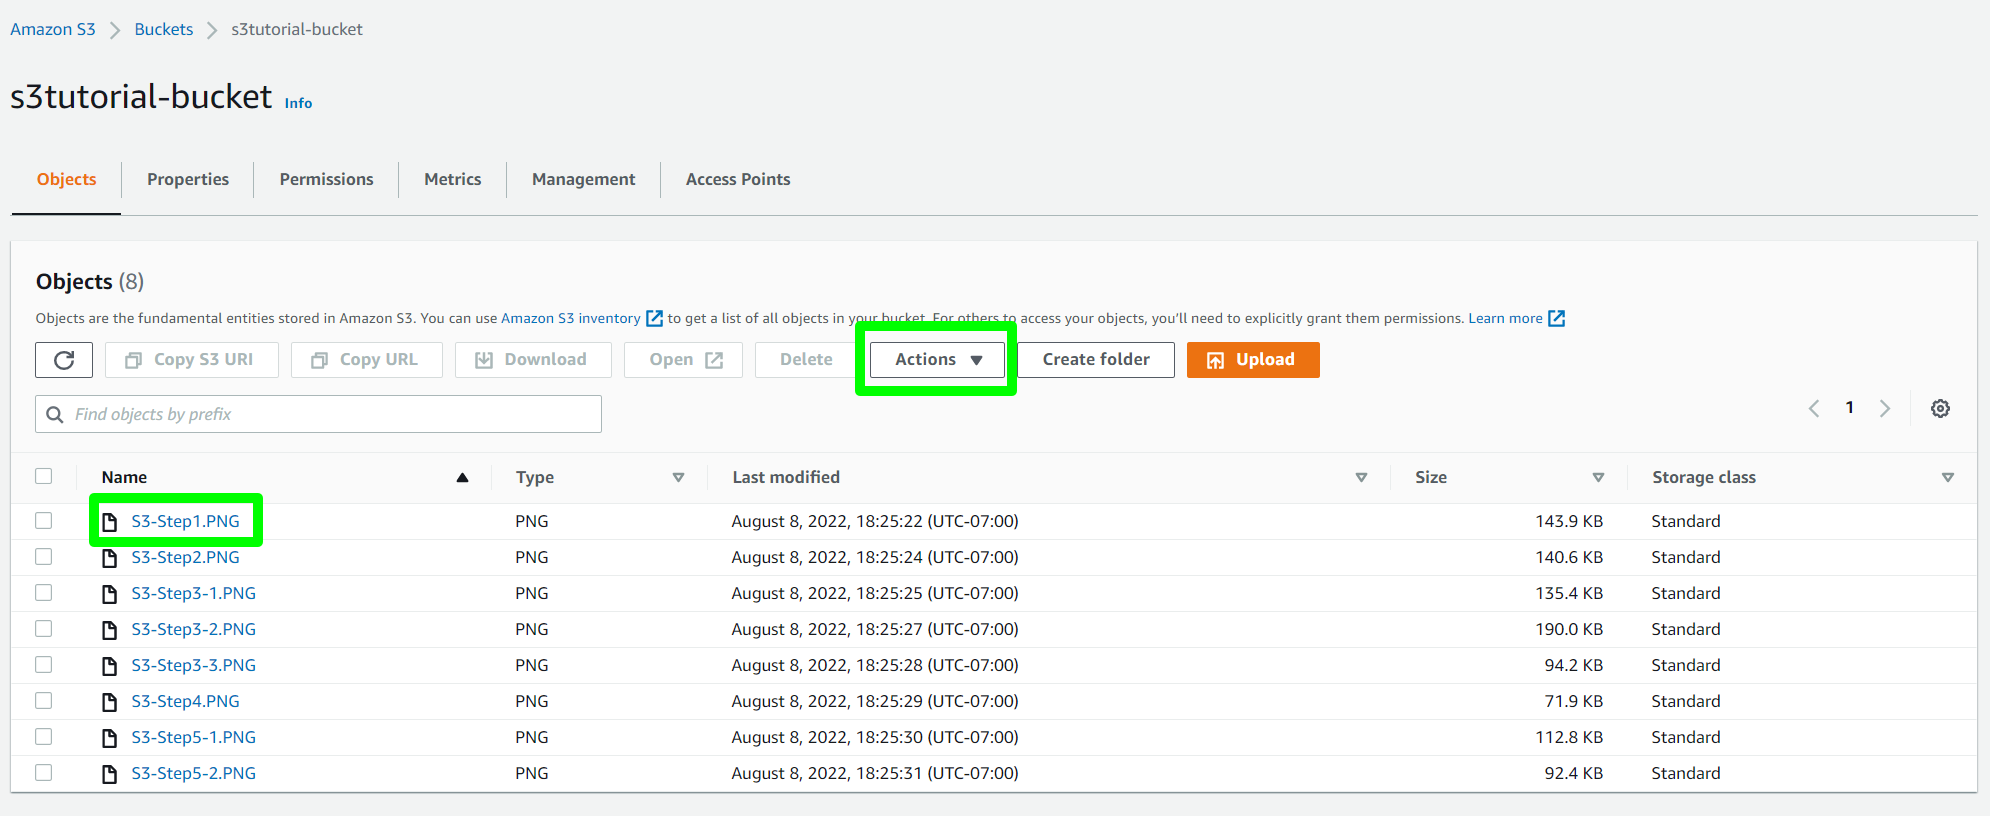 Amazon S3 > Buckets > s3tutorial-bucket
s3tutorial-bucket Info
Objects Properties Permissions Metrics Management Access Points
Objects (8)
Objects are the fundamental entities stored in Amazon S3. You can use Amazon S3 inventory to get a list of all objects in your bucket. For others to access your objects, you'll need to explicitly grant them permissions. Learn more
Copy S3 URI Copy URL Download Open Delete Actions Create folder Upload
Find objects by prefix 1
Name Type Last modified Size Storage class
S3-Step1.PNG PNG August 8, 2022, 18:25:22 (UTC-07:00) 143.9 KB Standard
S3-Step2.PNG PNG August 8, 2022, 18:25:24 (UTC-07:00) 140.6 KB Standard
S3-Step3-1.PNG PNG August 8, 2022, 18:25:25 (UTC-07:00) 135.4 KB Standard
S3-Step3-2.PNG PNG August 8, 2022, 18:25:27 (UTC-07:00) 190.0 KB Standard
S3-Step3-3.PNG PNG August 8, 2022, 18:25:28 (UTC-07:00) 94.2 KB Standard
S3-Step4.PNG PNG August 8, 2022, 18:25:29 (UTC-07:00) 71.9 KB Standard
S3-Step5-1.PNG PNG August 8, 2022, 18:25:30 (UTC-07:00) 112.8 KB Standard
S3-Step5-2.PNG PNG August 8, 2022, 18:25:31 (UTC-07:00) 92.4 KB Standard